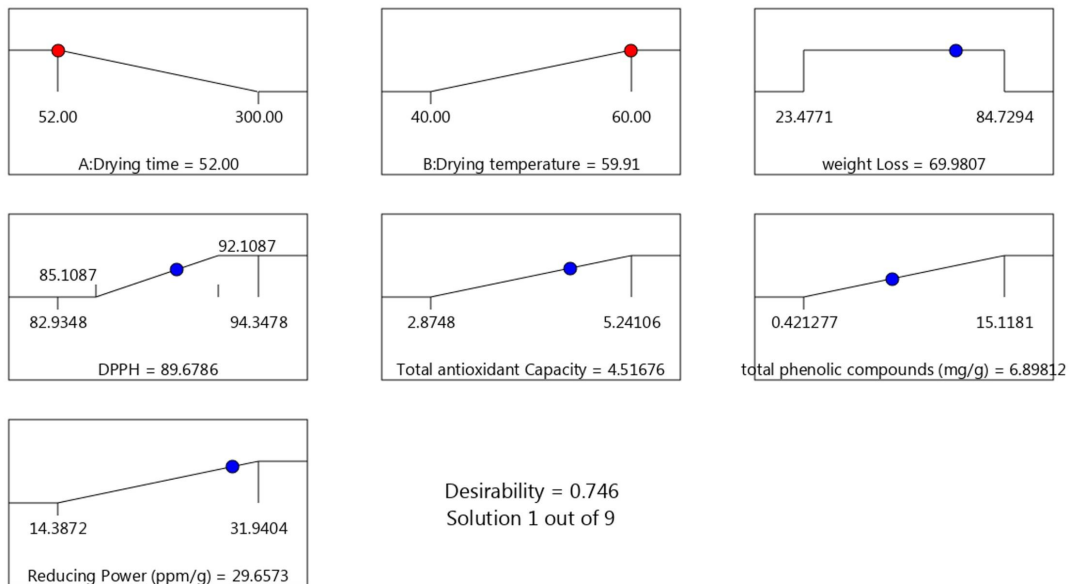 52.00
300.00
A:Drying time = 52.00
40.00
60.00
B:Drying temperature = 59.91
23.4771
84.7294
weight Loss = 69.9807
92.1087
85.1087
82.9348
94.3478
DPPH = 89.6786
2.8748
5.24106
Total antioxidant Capacity = 4.51676
0.421277
15.1181
total phenolic compounds (mg/g) = 6.89812
14.3872
31.9404
Reducing Power (ppm/g) = 29.6573
Desirability = 0.746
Solution 1 out of 9